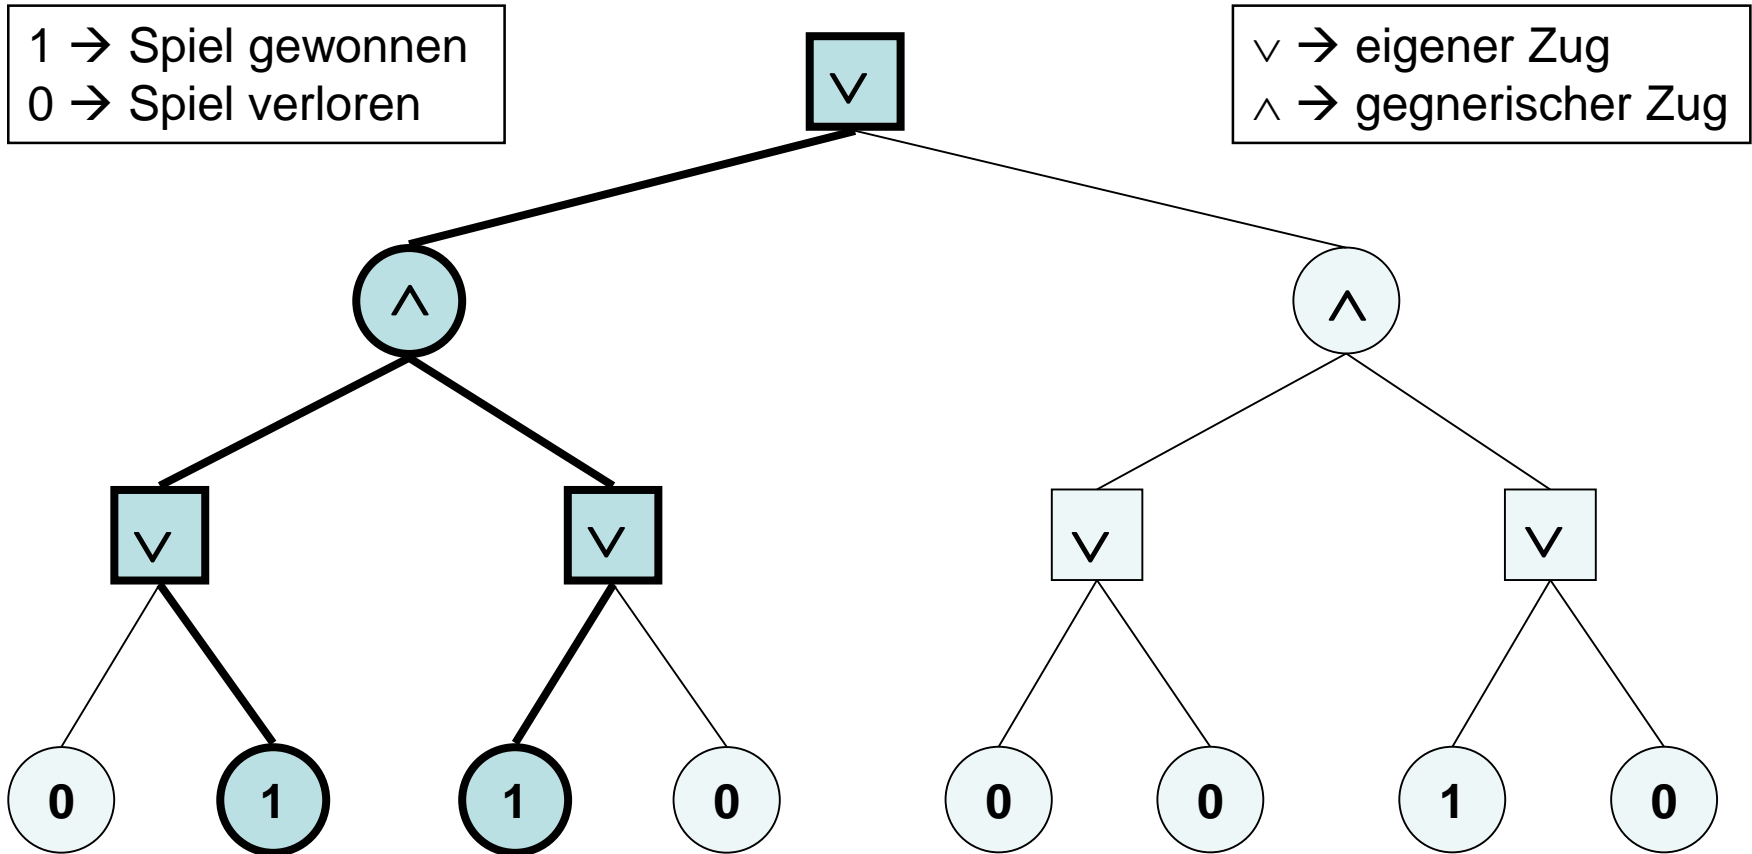 1 → Spiel gewonnen
0 → Spiel verloren
∨ → eigener Zug
∧ → gegnerischer Zug
∨
∧ ∧
∨ ∨ ∨ ∨
0 1 1 0 0 0 1 0